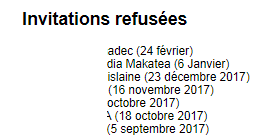 Invitations refusées
adec (24 février)
dia Makatea (6 Janvier)
islaine (23 décembre 2017)
(16 novembre 2017)
octobre 2017)
(18 octobre 2017)
(5 septembre 2017)